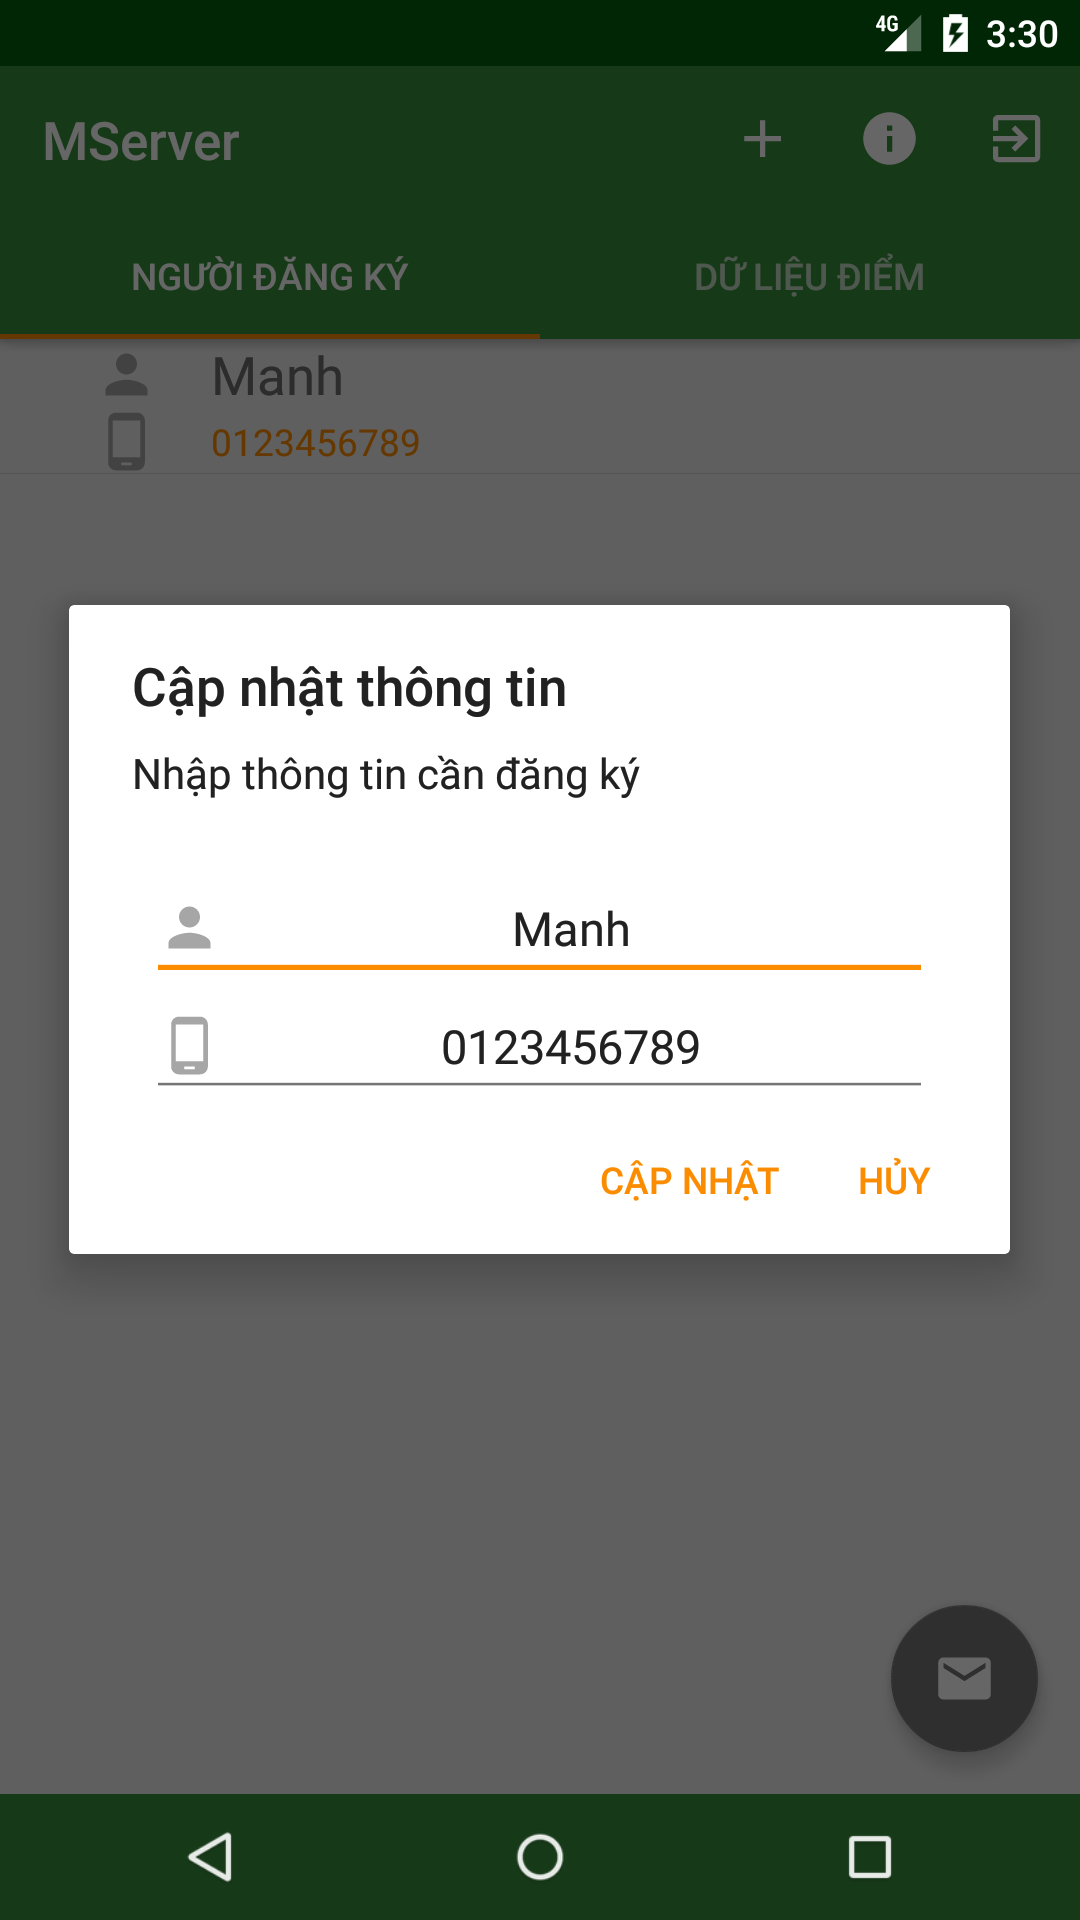 4G 3:30
MServer
NGƯỜI ĐĂNG KÝ DỮ LIỆU ĐIỂM
Manh
0123456789
Cập nhật thông tin
Nhập thông tin cần đăng ký
Manh
0123456789
CẬP NHẬT HỦY